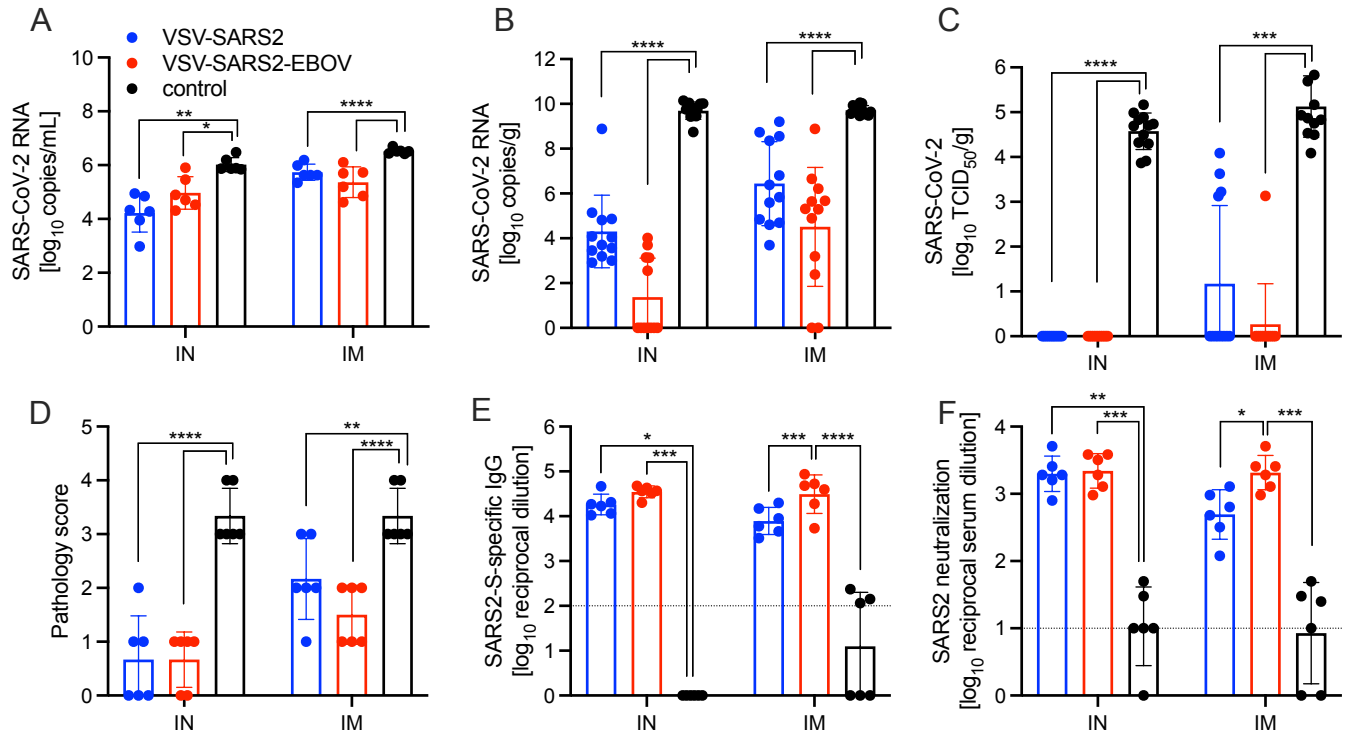 A
VSV-SARS2
VSV-SARS2-EBOV
control
SARS-CoV-2 RNA
[log₁₀ copies/mL]
10
8
6
4
2
0
**
*
****
IN
IM
B
SARS-CoV-2 RNA
[log₁₀ copies/g]
12
10
8
6
4
2
0
****
****
IN
IM
C
SARS-CoV-2
[log₁₀ TCID₅₀/g]
6
5
4
3
2
1
0
****
***
IN
IM
D
Pathology score
5
4
3
2
1
0
****
**
****
IN
IM
E
SARS2-S-specific IgG
[log₁₀ reciprocal dilution]
6
5
4
3
2
1
0
*
***
***
****
IN
IM
F
SARS2 neutralization
[log₁₀ reciprocal serum dilution]
4
3
2
1
0
**
***
*
***
IN
IM